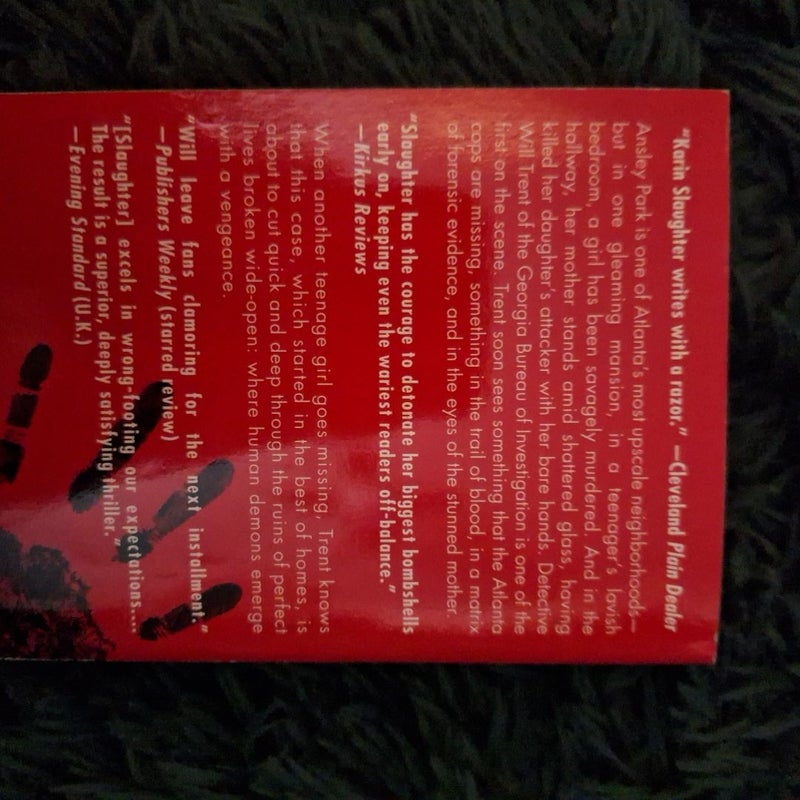 "Karin Slaughter writes with a razor." —Cleveland Plain Dealer
Ansley Park is one of Atlanta's most upscale neighborhoods—
but in one gleaming mansion, in a teenager's lavish
bedroom, a girl has been savagely murdered. And in the
hallway, her mother stands amid shattered glass, having
killed her daughter's attacker with her bare hands. Detective
Will Trent of the Georgia Bureau of Investigation is one of the
first on the scene. Trent soon sees something that the Atlanta
cops are missing, something in the trail of blood, in a matrix
of forensic evidence, and in the eyes of the stunned mother.
"Slaughter has the courage to detonate her biggest bombshells
early on, keeping even the wariest readers off-balance."
—Kirkus Reviews
When another teenage girl goes missing, Trent knows
that this case, which started in the best of homes, is
about to cut quick and deep through the ruins of perfect
lives broken wide-open: where human demons emerge
with a vengeance.
"Will leave fans clamoring for the next installment."
—Publishers Weekly (starred review)
"[Slaughter] excels in wrong-footing our expectations....
The result is a superior, deeply satisfying thriller."
—Evening Standard (U.K.)